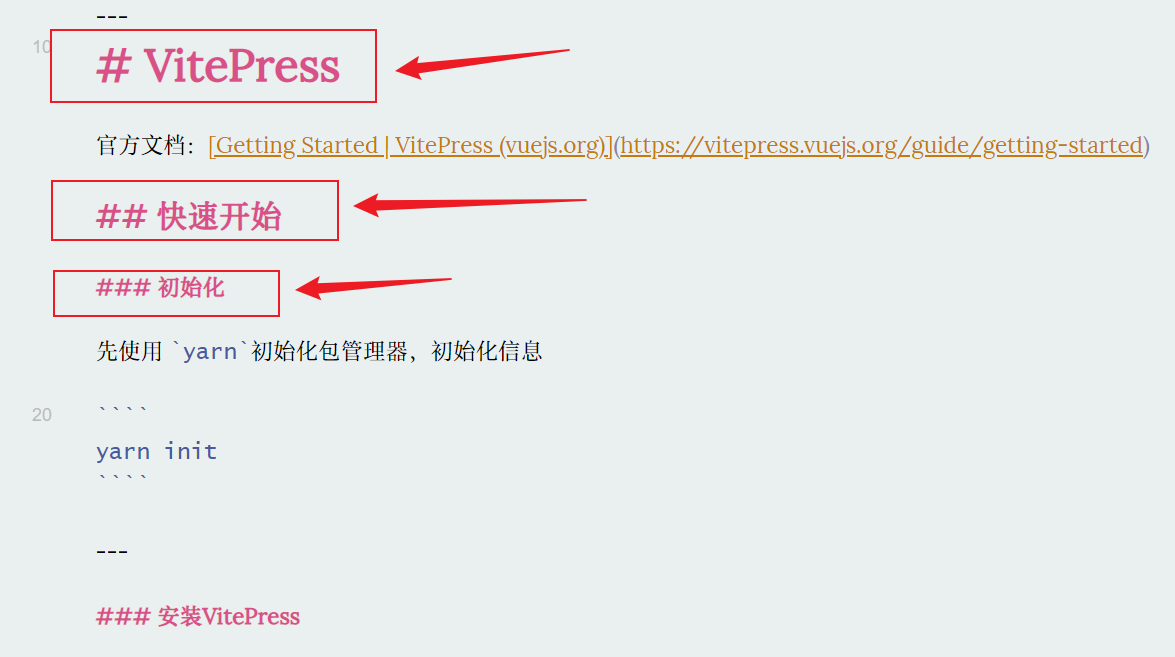 ---
10
# VitePress
官方文档：[Getting Started | VitePress (vuejs.org)](https://vitepress.vuejs.org/guide/getting-started)
## 快速开始
### 初始化
先使用 `yarn`初始化包管理器，初始化信息
20
````
yarn init
````
---
### 安装VitePress